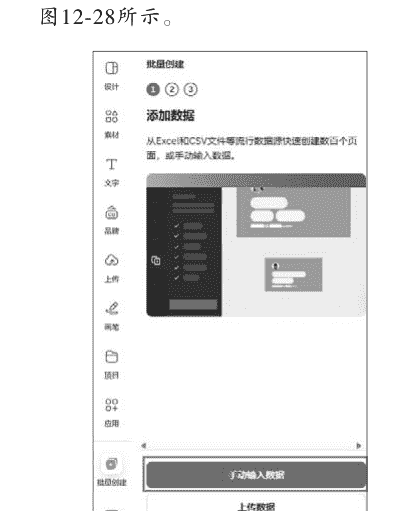 图12-28所示。
批量创建
1 2 3
添加数据
从Excel和CSV文件等流行数据源快速创建数百个页
面，或手动输入数据。
设计
素材
文字
品牌
上传
画笔
项目
应用
批量创建
手动输入数据
上传数据